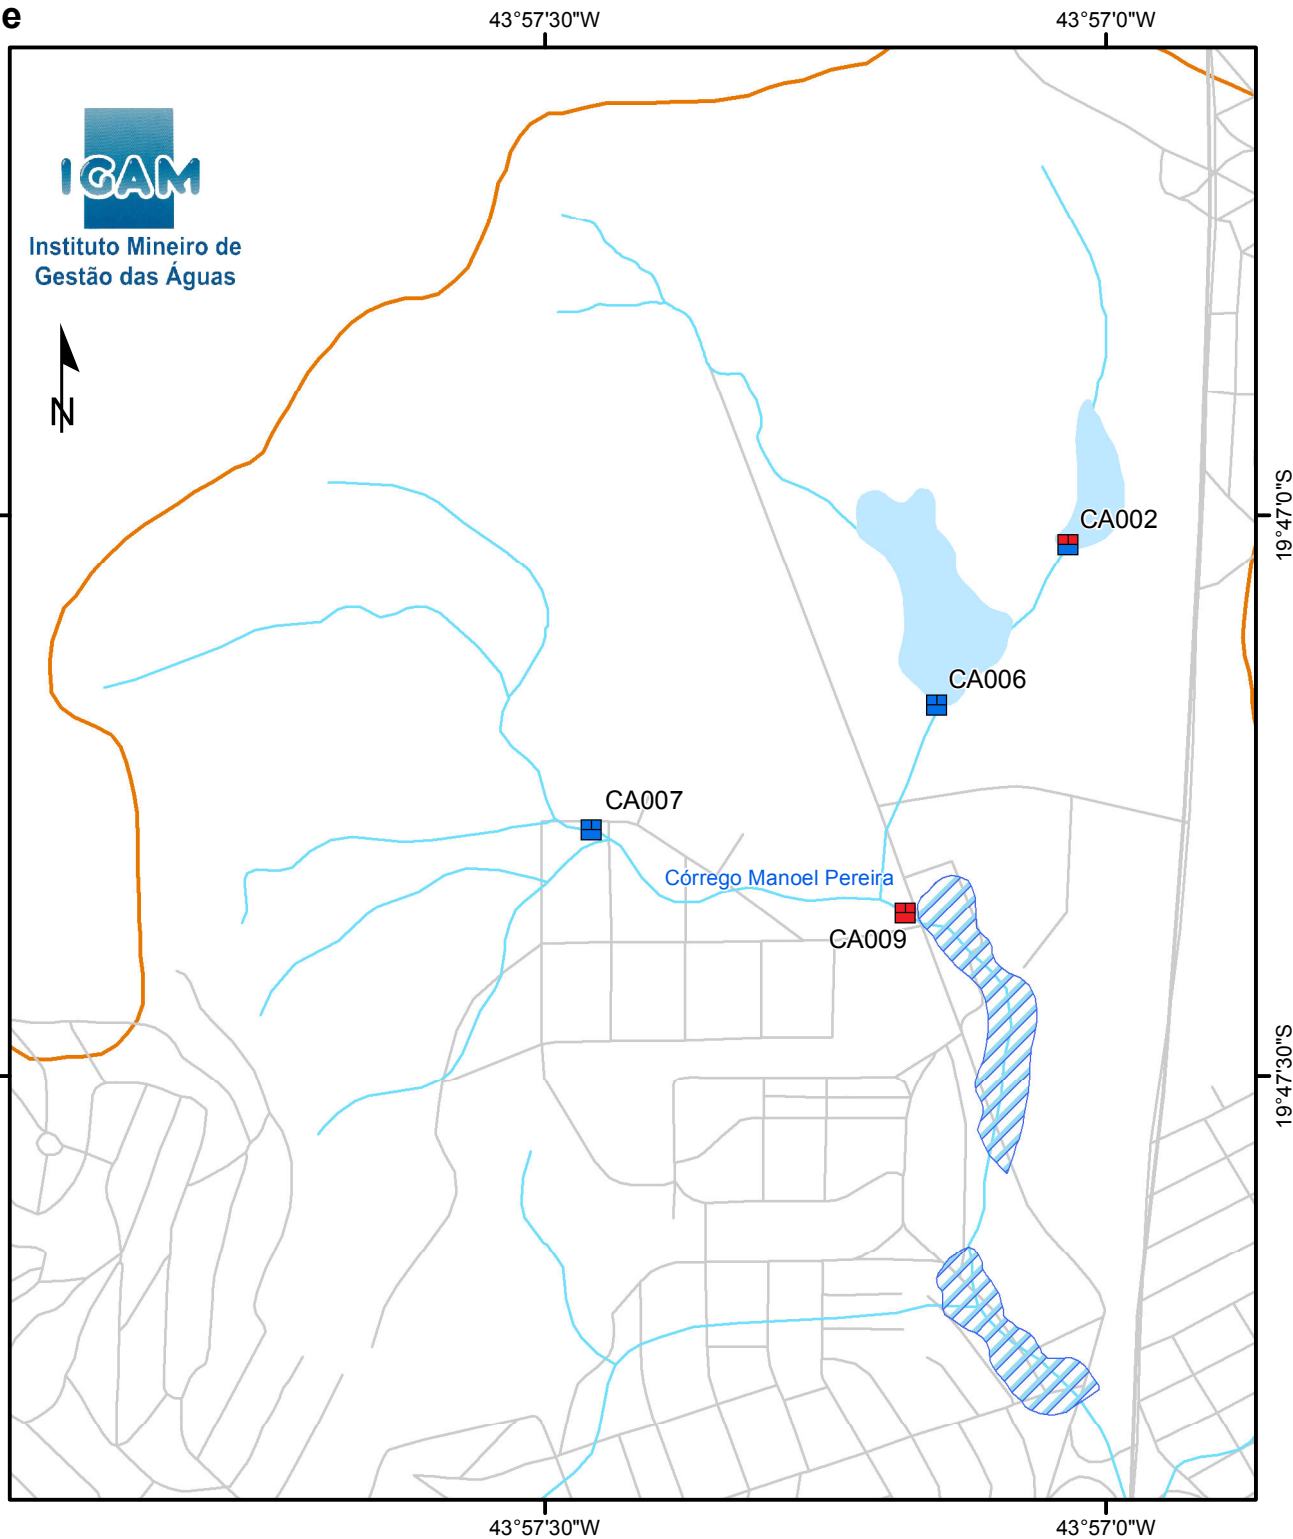 e
43°57'30"W
43°57'0"W
IGAM
Instituto Mineiro de
Gestão das Águas
N
19°47'0"S
CA002
CA006
CA007
Córrego Manoel Pereira
CA009
19°47'30"S
43°57'30"W
43°57'0"W